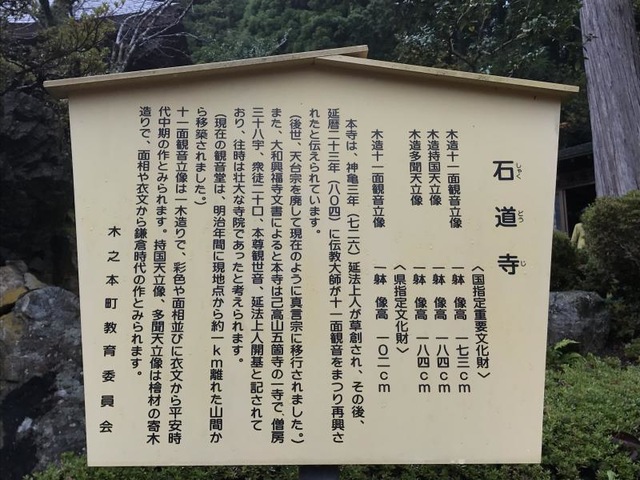 石道寺
しゃくどうじ
〈国指定重要文化財〉
木造十一面観音立像 一躰 像高 一七三cm
木造持国天立像 一躰 像高 一八四cm
木造多聞天立像 一躰 像高 一八四cm
〈県指定文化財〉
木造十一面観音立像 一躰 像高 一〇二cm
本寺は、神亀三年(七二六)延法上人が草創され、その後、
延暦二十三年(八〇四)に伝教大師が十一面観音をまつり再興さ
れたと伝えられています。
(後世、天台宗を廃して現在のように真言宗に移行されました。)
また、大和興福寺文書によると本寺は己高山五箇寺の一寺で、僧房
三十八宇、衆徒二十口、本尊観世音、延法上人開基と記されて
おり、往時は壮大な寺院であったと考えられます。
(現在の観音堂は、明治年間に現地点から約1km離れた山間か
ら移築されました。)
十一面観音立像は一木造りで、彩色や面相並びに衣文から平安時
代中期の作とみられます。持国天立像、多聞天立像は檜材の寄木
造りで、面相や衣文から鎌倉時代の作とみられます。
木之本町教育委員会